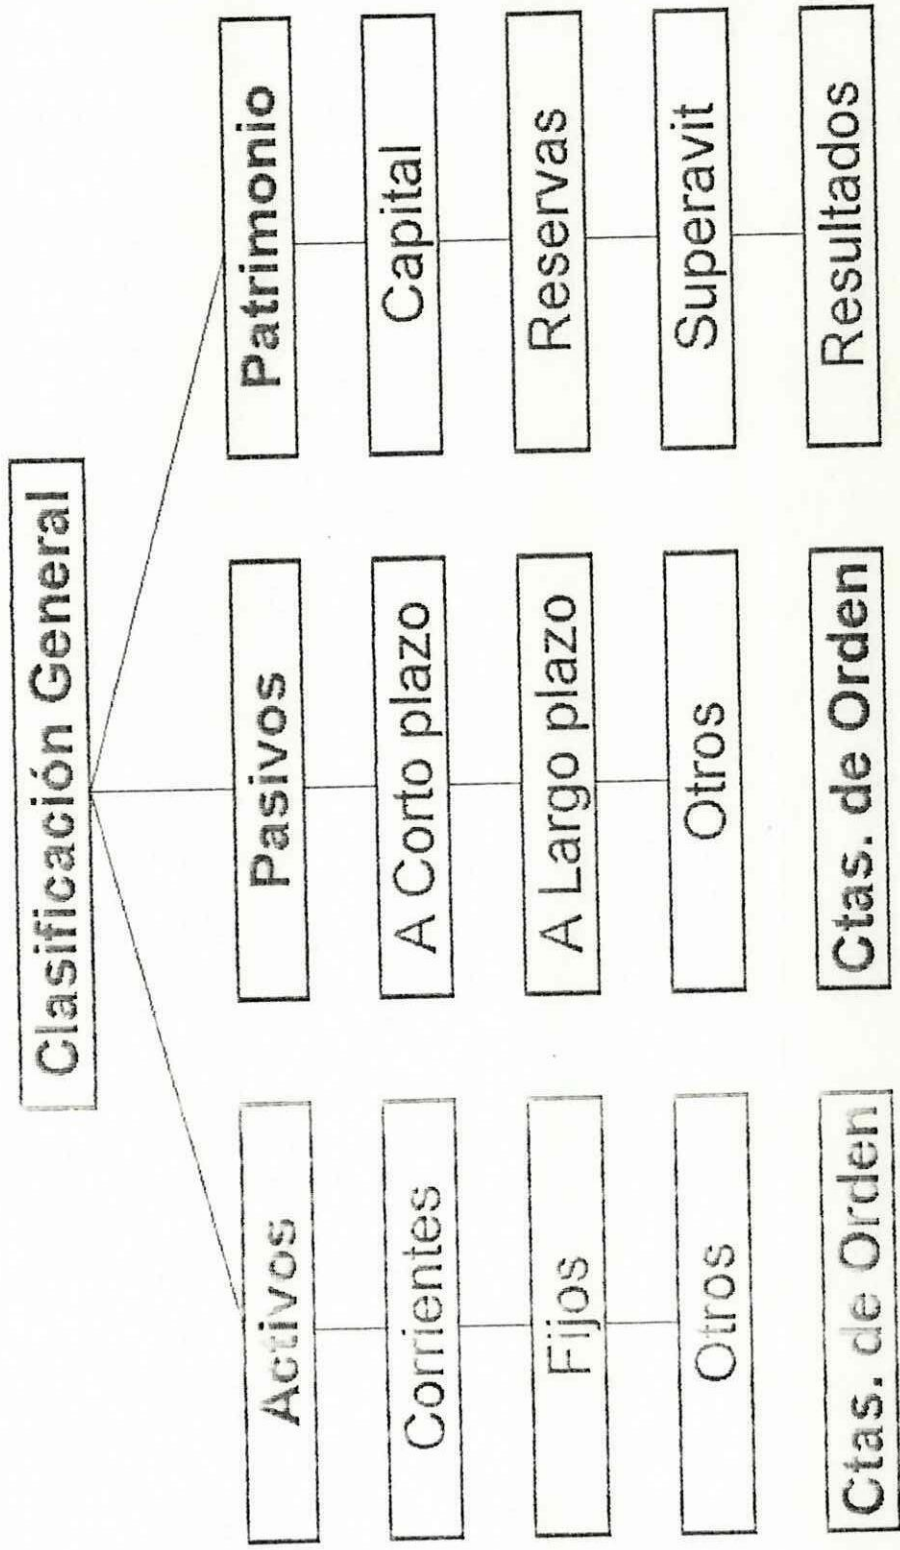 Clasificación General
Activos
Corrientes
Fijos
Otros
Ctas. de Orden
Pasivos
A Corto plazo
A Largo plazo
Otros
Ctas. de Orden
Patrimonio
Capital
Reservas
Superavit
Resultados